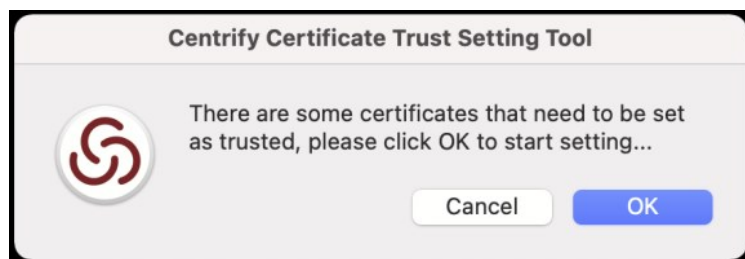 Centrify Certificate Trust Setting Tool
There are some certificates that need to be set
as trusted, please click OK to start setting...
Cancel
OK